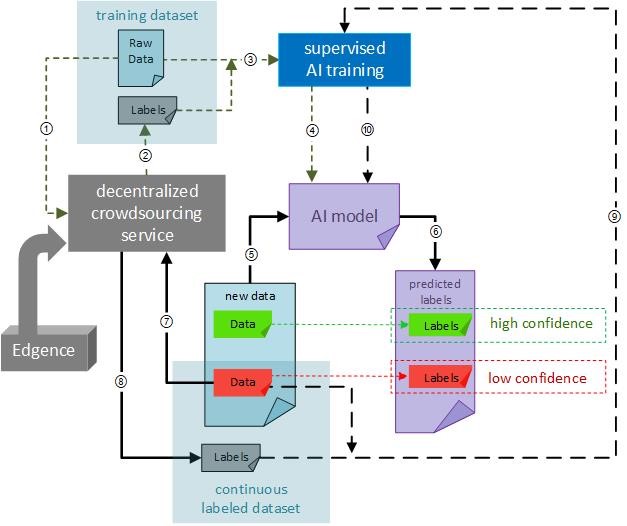 training dataset
Raw
Data
Labels
①
②
③
supervised
AI training
④
⑩
decentralized
crowdsourcing
service
AI model
⑨
⑤
⑥
Edgence
new data
Data
predicted
labels
Labels
high confidence
⑦
Data
Labels
low confidence
⑧
Labels
continuous
labeled dataset